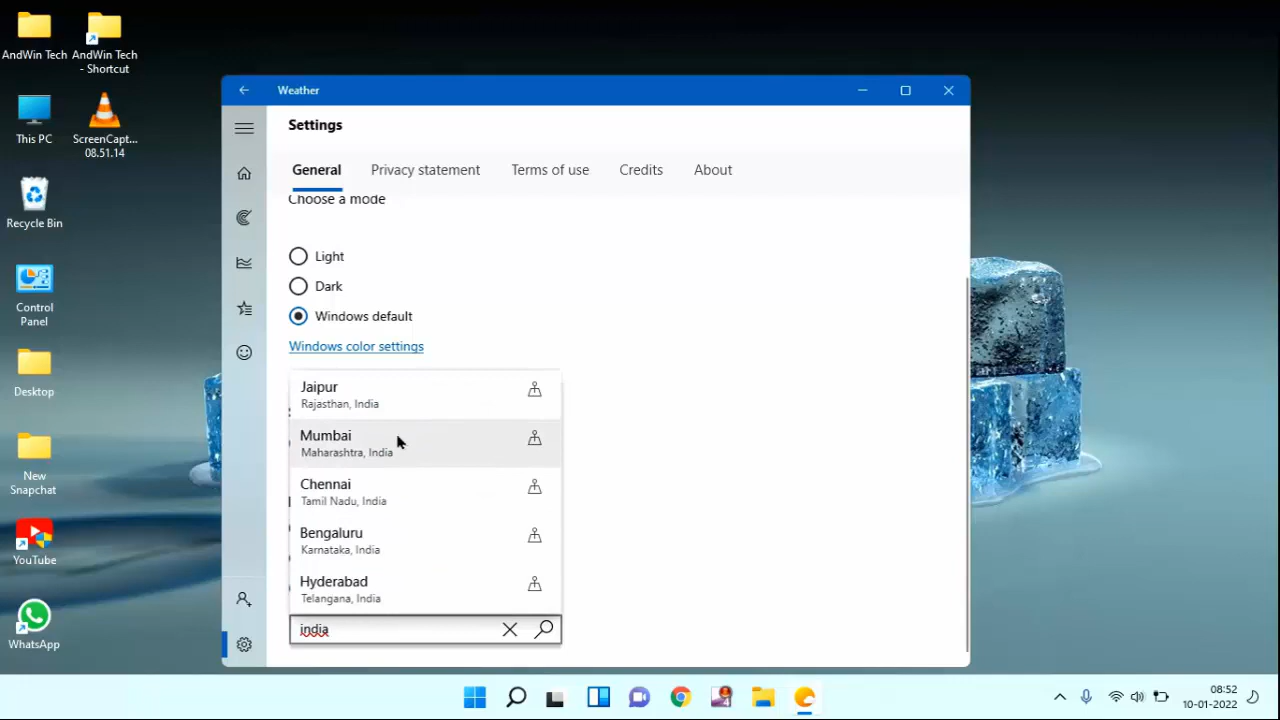 AndWin Tech
AndWin Tech
- Shortcut
This PC
ScreenCapt...
08.51.14
Recycle Bin
Control
Panel
Desktop
New
Snapchat
YouTube
WhatsApp
Weather
Settings
General
Privacy statement
Terms of use
Credits
About
Choose a mode
Light
Dark
Windows default
Windows color settings
Jaipur
Rajasthan, India
Mumbai
Maharashtra, India
Chennai
Tamil Nadu, India
Bengaluru
Karnataka, India
Hyderabad
Telangana, India
india
08:52
10-01-2022